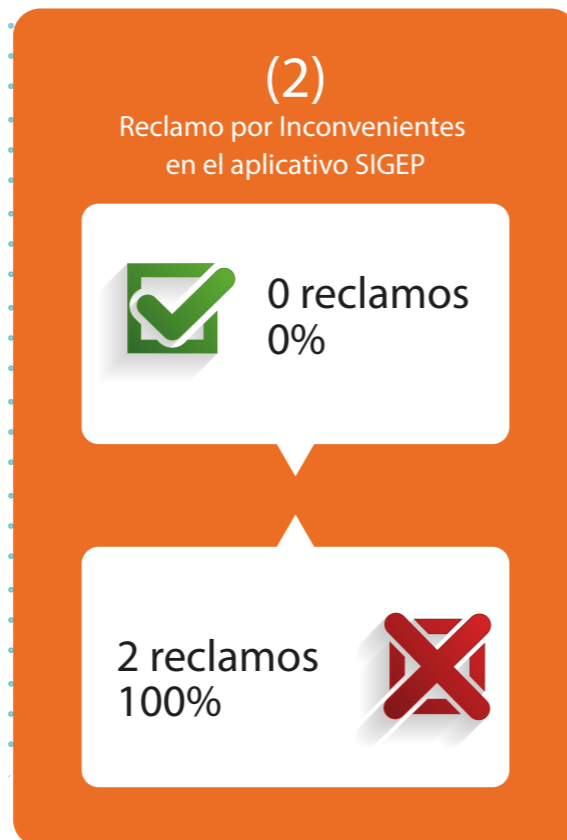 (2)
Reclamo por Inconvenientes
en el aplicativo SIGEP
0 reclamos
0%
2 reclamos
100%